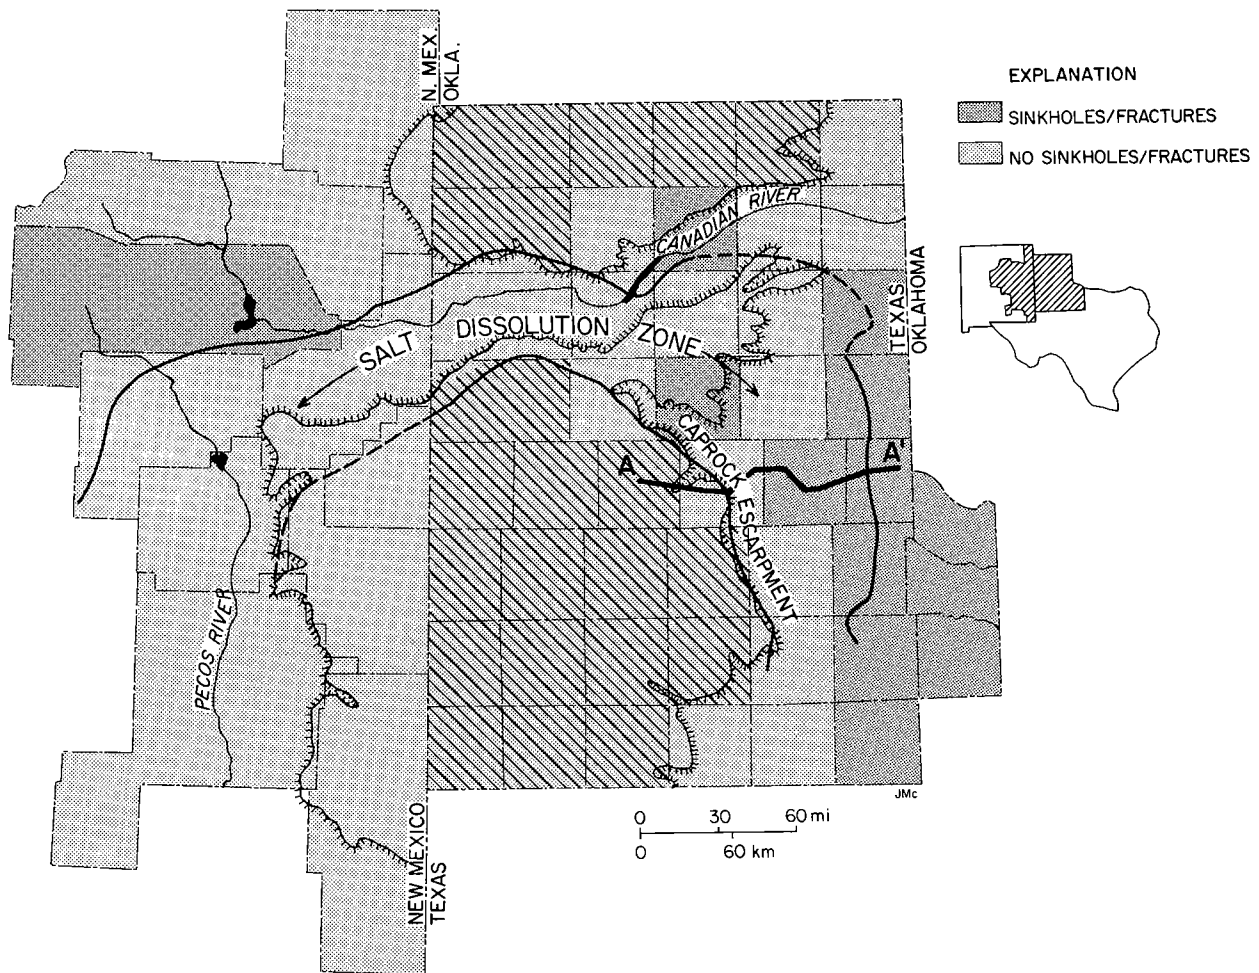 N. MEX.
OKLA.
EXPLANATION
SINKHOLES/FRACTURES
NO SINKHOLES/FRACTURES
CANADIAN RIVER
TEXAS
OKLAHOMA
SALT DISSOLUTION ZONE
CAPROCK ESCARPMENT
A
A'
PECOS RIVER
JMc
0 30 60 mi
0 60 km
NEW MEXICO
TEXAS